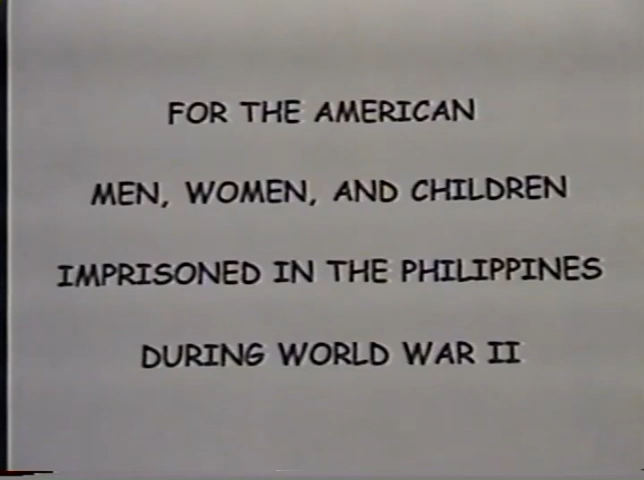 FOR THE AMERICAN
MEN, WOMEN, AND CHILDREN
IMPRISONED IN THE PHILIPPINES
DURING WORLD WAR II